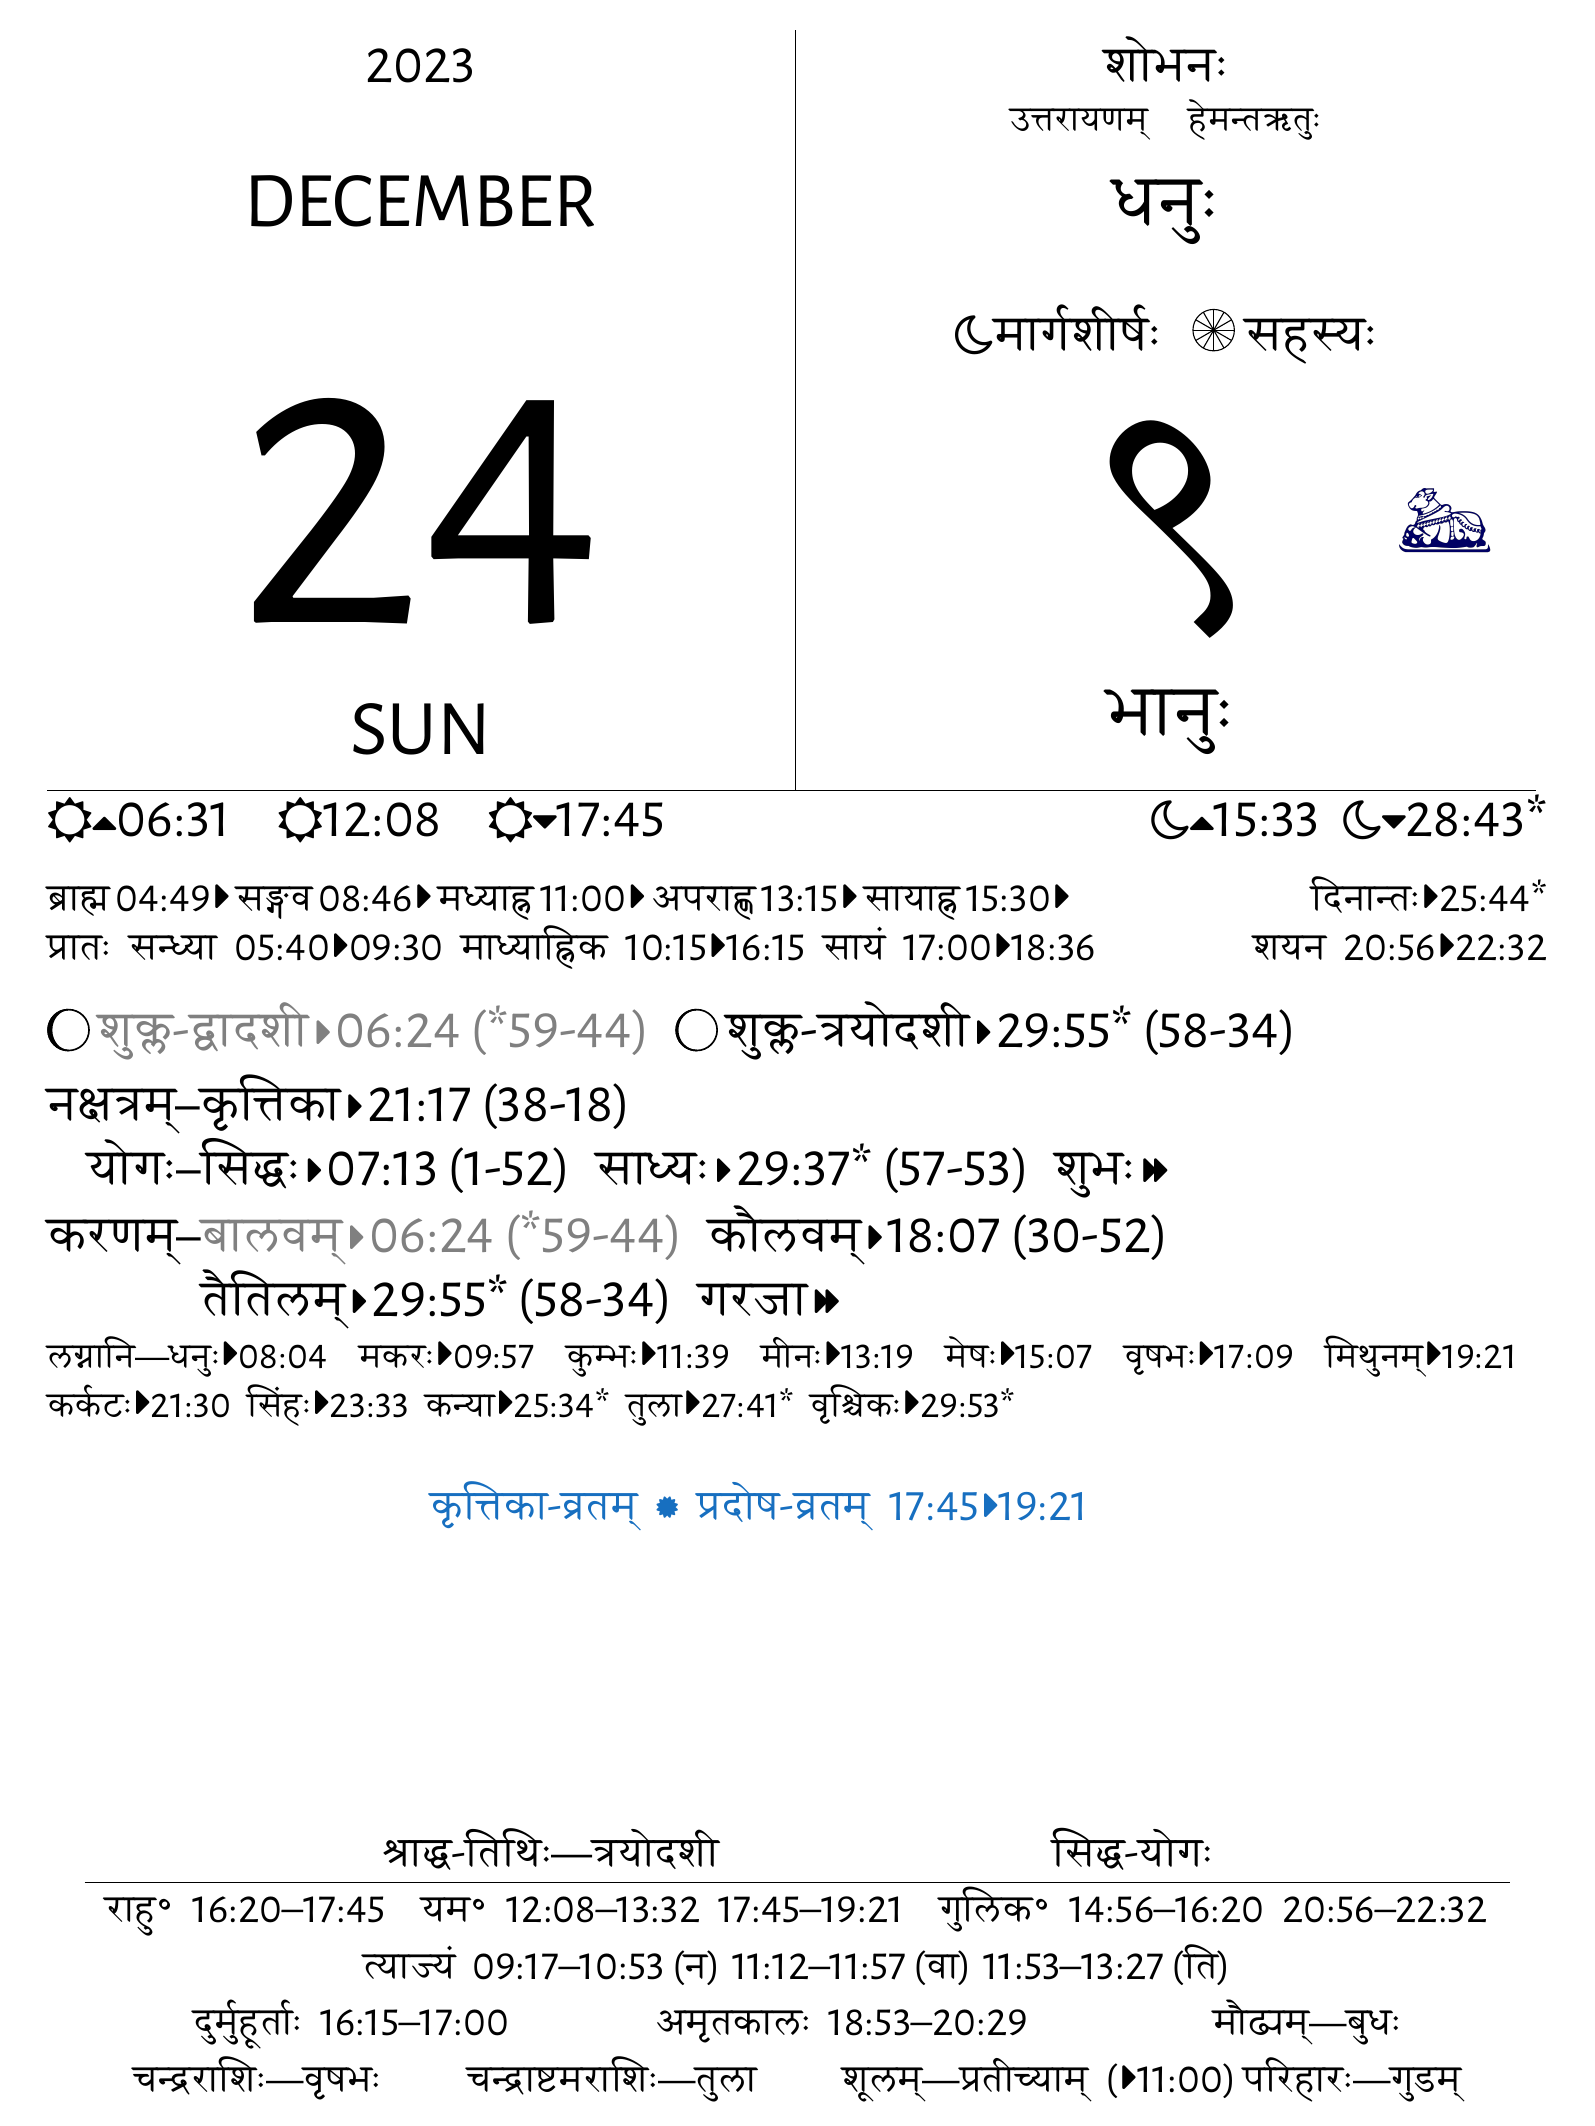 2023
DECEMBER
24
SUN
शोभनः
उत्तरायणम् हेमन्तऋतुः
धनुः
मार्गशीर्षः सहस्यः
९
भानुः
06:31 12:08 17:45 15:33 28:43*
ब्राह्म 04:49 सङ्गव 08:46 मध्याह्न 11:00 अपराह्ण 13:15 सायाह्न 15:30 दिनान्तः 25:44*
प्रातः सन्ध्या 05:40 09:30 माध्याह्निक 10:15 16:15 सायं 17:00 18:36 शयन 20:56 22:32
शुक्ल-द्वादशी 06:24 (*59-44) शुक्ल-त्रयोदशी 29:55* (58-34)
नक्षत्रम्–कृत्तिका 21:17 (38-18)
योगः–सिद्धः 07:13 (1-52) साध्यः 29:37* (57-53) शुभः
करणम्–बालवम् 06:24 (*59-44) कौलवम् 18:07 (30-52)
तैतिलम् 29:55* (58-34) गरजा
लग्नानि—धनुः 08:04 मकरः 09:57 कुम्भः 11:39 मीनः 13:19 मेषः 15:07 वृषभः 17:09 मिथुनम् 19:21
कर्कटः 21:30 सिंहः 23:33 कन्या 25:34* तुला 27:41* वृश्चिकः 29:53*
कृत्तिका-व्रतम् ✹ प्रदोष-व्रतम् 17:45 19:21
श्राद्ध-तिथिः—त्रयोदशी सिद्ध-योगः
राहु° 16:20–17:45 यम° 12:08–13:32 17:45–19:21 गुलिक° 14:56–16:20 20:56–22:32
त्याज्यं 09:17–10:53 (न) 11:12–11:57 (वा) 11:53–13:27 (ति)
दुर्मुहूर्ताः 16:15–17:00 अमृतकालः 18:53–20:29 मौढ्यम्—बुधः
चन्द्रराशिः—वृषभः चन्द्राष्टमराशिः—तुला शूलम्—प्रतीच्याम् ( 11:00) परिहारः—गुडम्